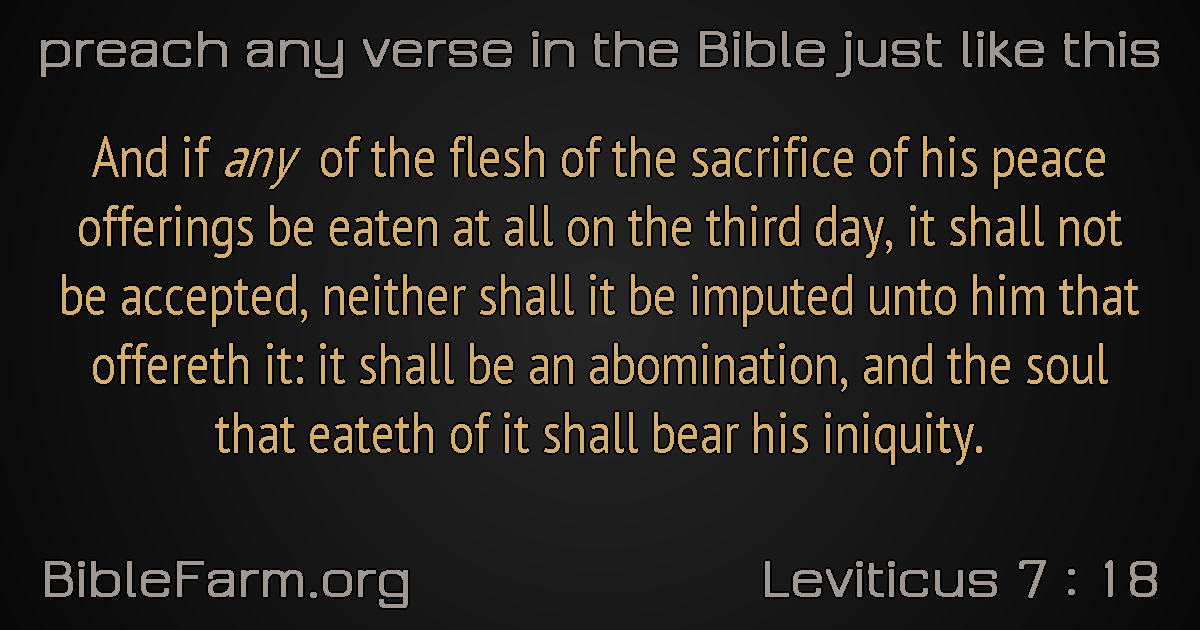 preach any verse in the Bible just like this
And if any of the flesh of the sacrifice of his peace
offerings be eaten at all on the third day, it shall not
be accepted, neither shall it be imputed unto him that
offereth it: it shall be an abomination, and the soul
that eateth of it shall bear his iniquity.
BibleFarm.org
Leviticus 7 : 18